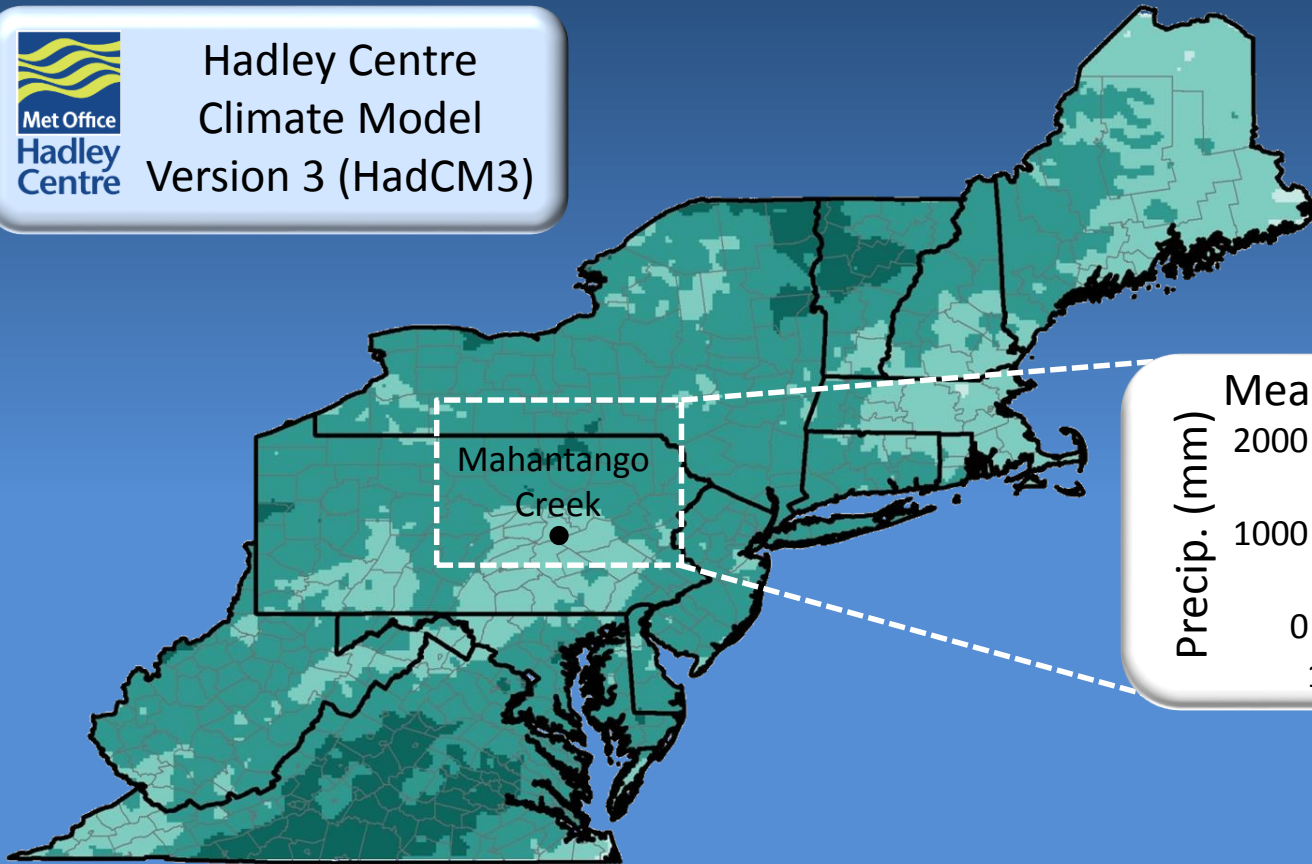 Met Office
Hadley
Centre
Hadley Centre
Climate Model
Version 3 (HadCM3)
Mahantango
Creek
Precip. (mm)
2000
1000
0